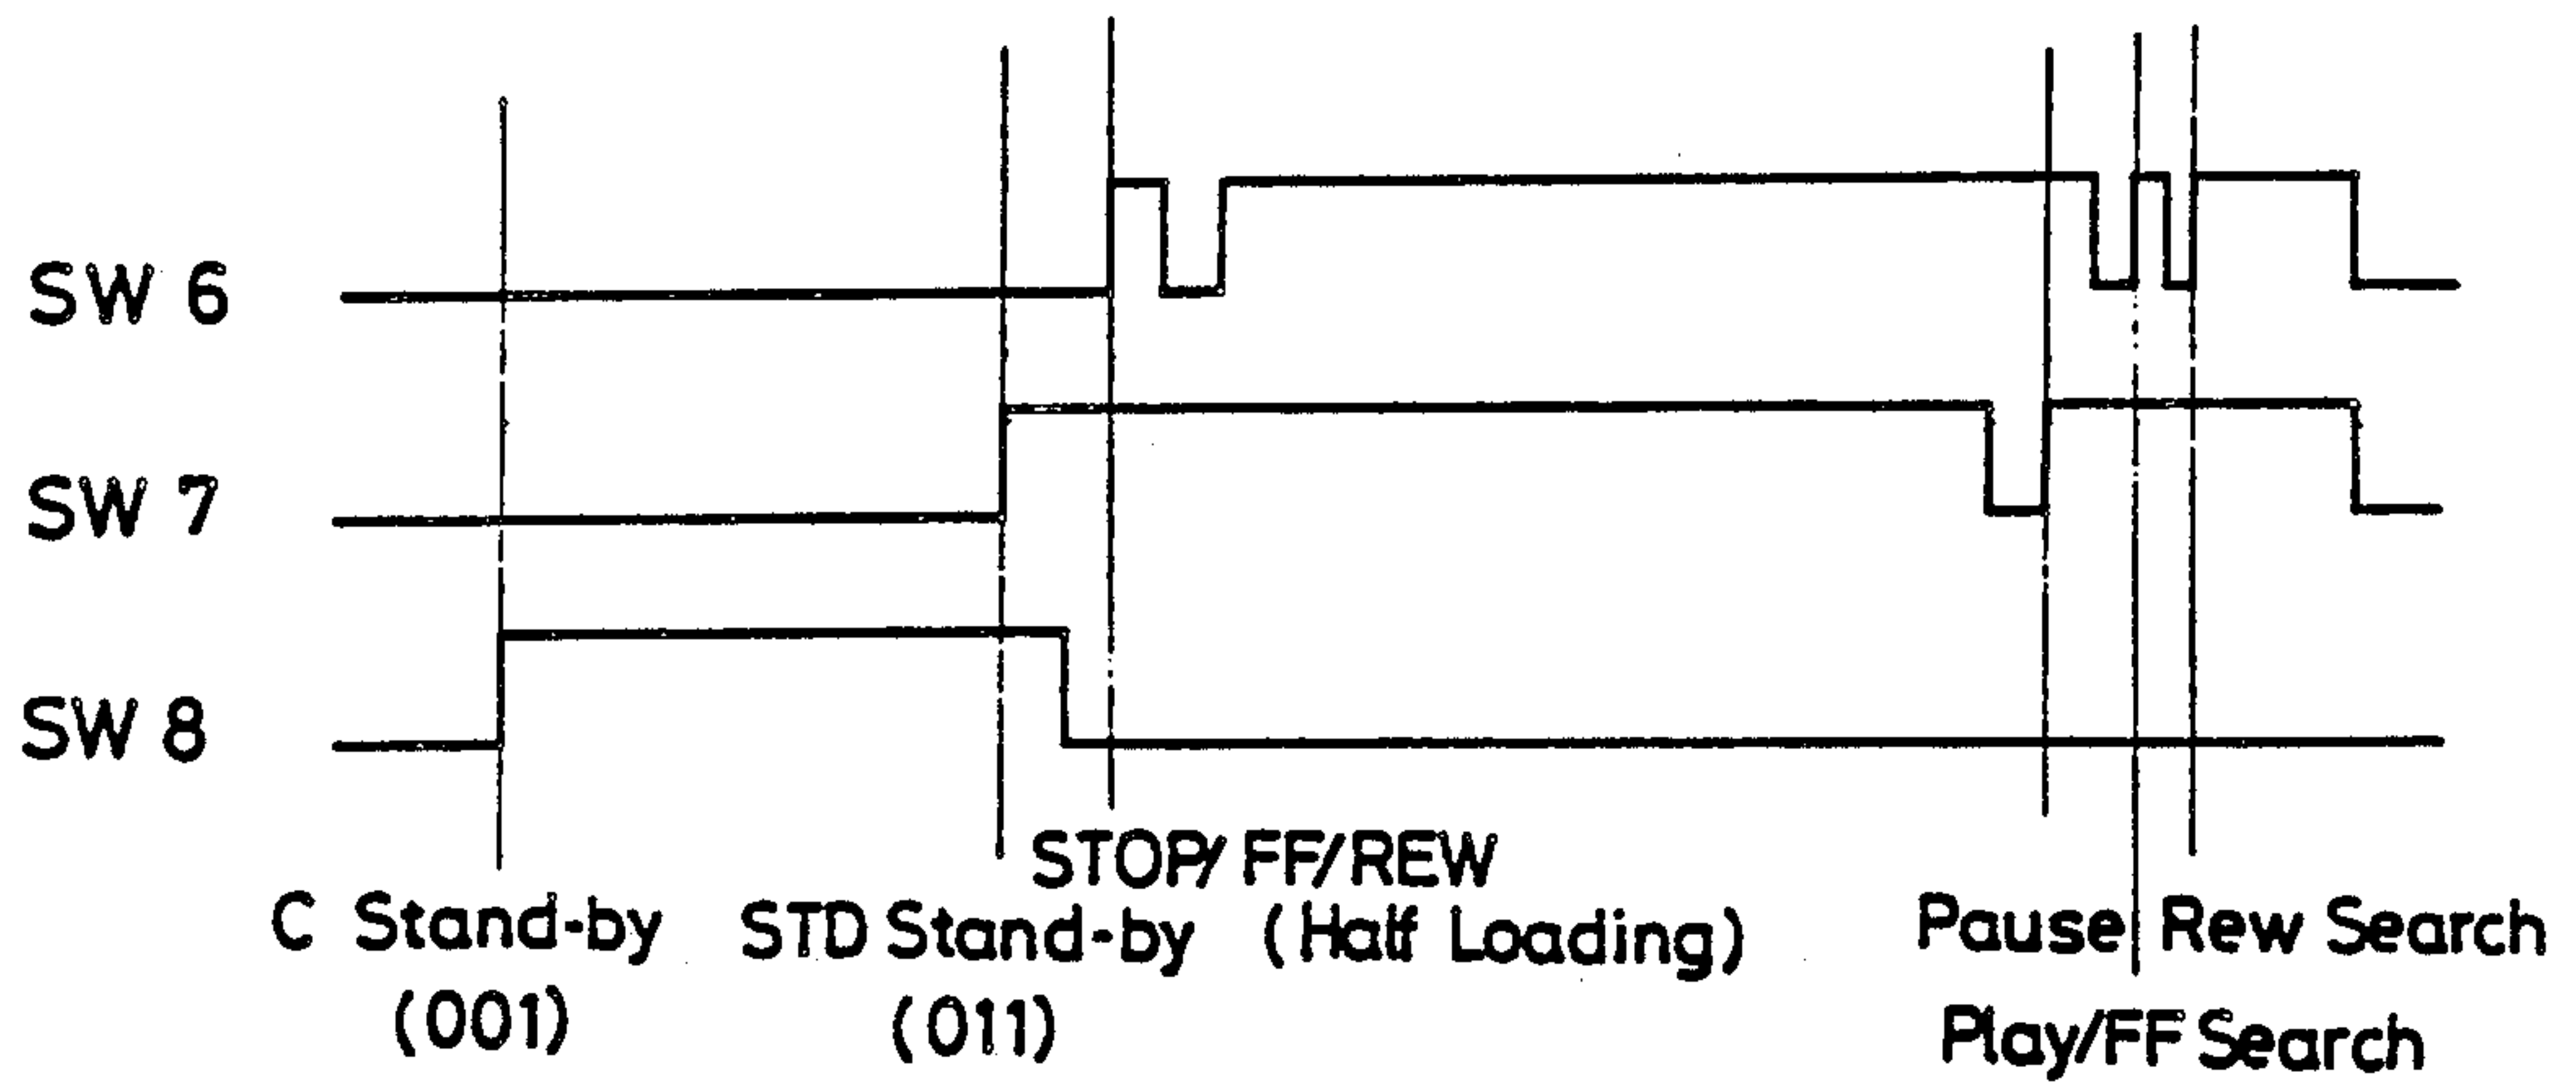 SW 6
SW 7
SW 8
STOP/FF/REW
C Stand-by
STD Stand-by
(Half Loading)
Pause
Rew Search
(001)
(011)
Play/FF Search